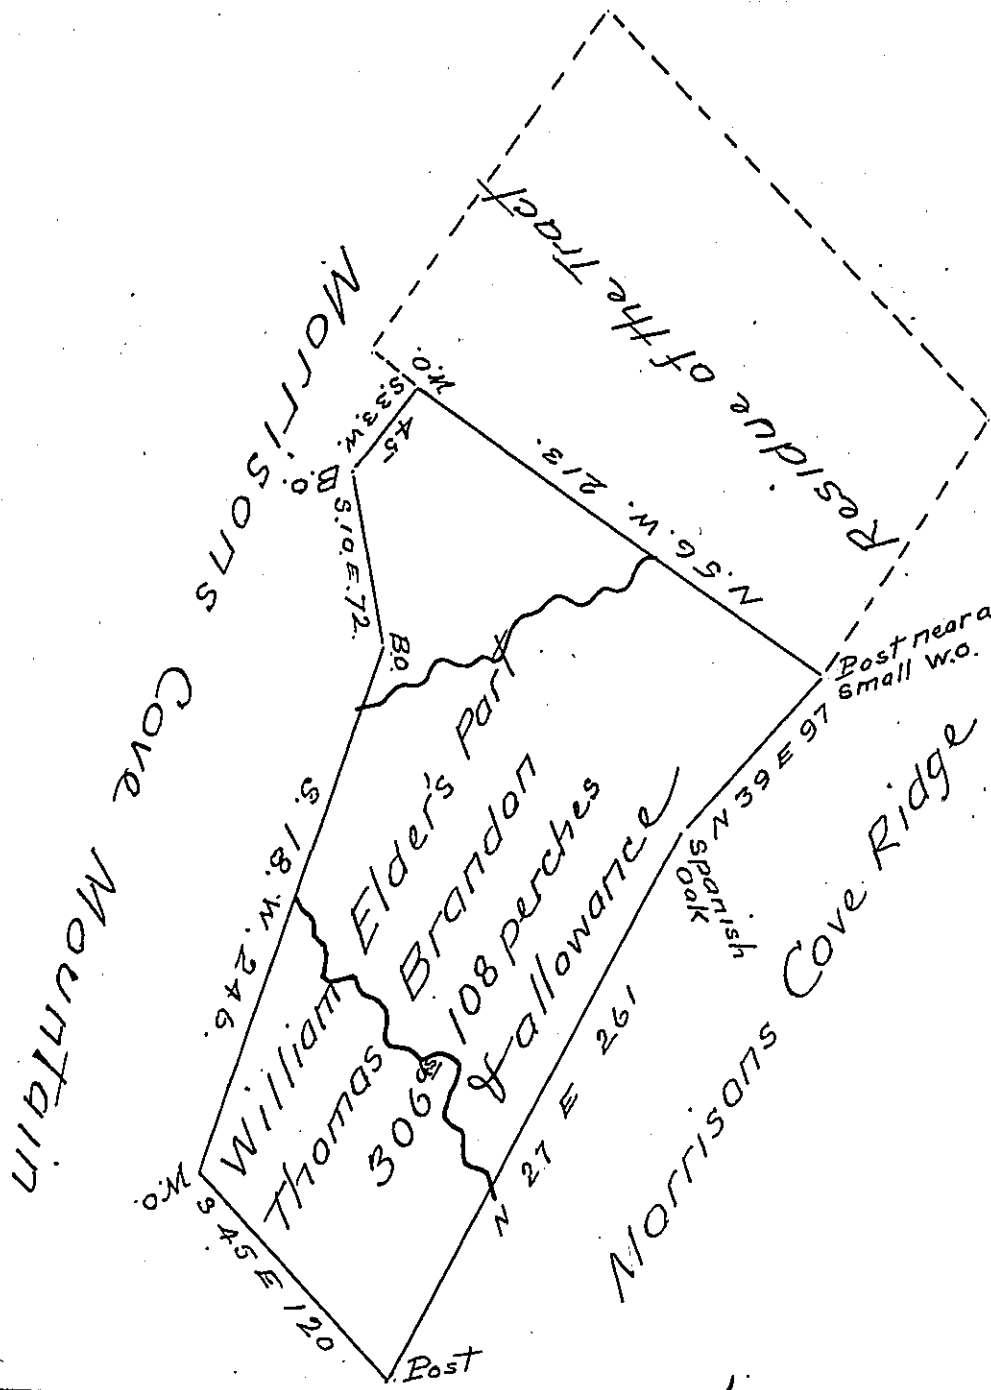 Residue of the Tract
W.O.
S.33.W.
45
B.O.
S.10.E.72.
B.O.
N.56.W. 213.
Post near a
small W.O.
N 39 E 97
Spanish
Oak
N 27 E 261
Post
S 45 E 120
W.O.
S. 18. W. 246.
William Elder's Part
Thomas Brandon
306 108 perches
& allowance
Morrisons Cove Mountain
Morrisons Cove Ridge